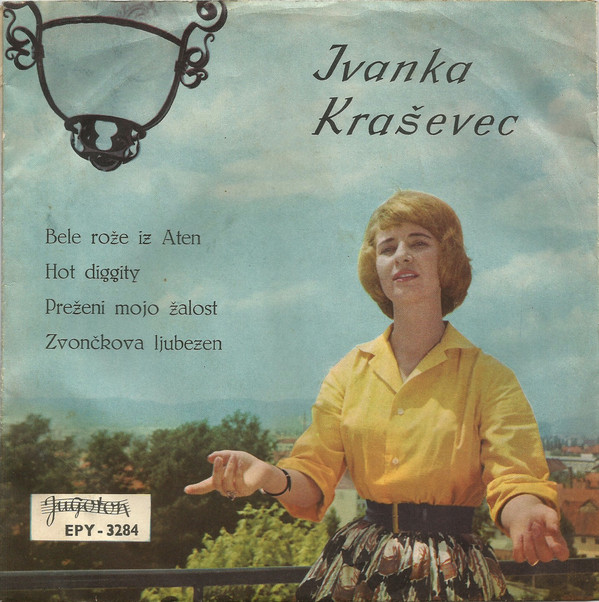 Ivanka
Kraševec
Bele rože iz Aten
Hot diggity
Preženi mojo žalost
Zvončkova ljubezen
Jugoton
EPY - 3284